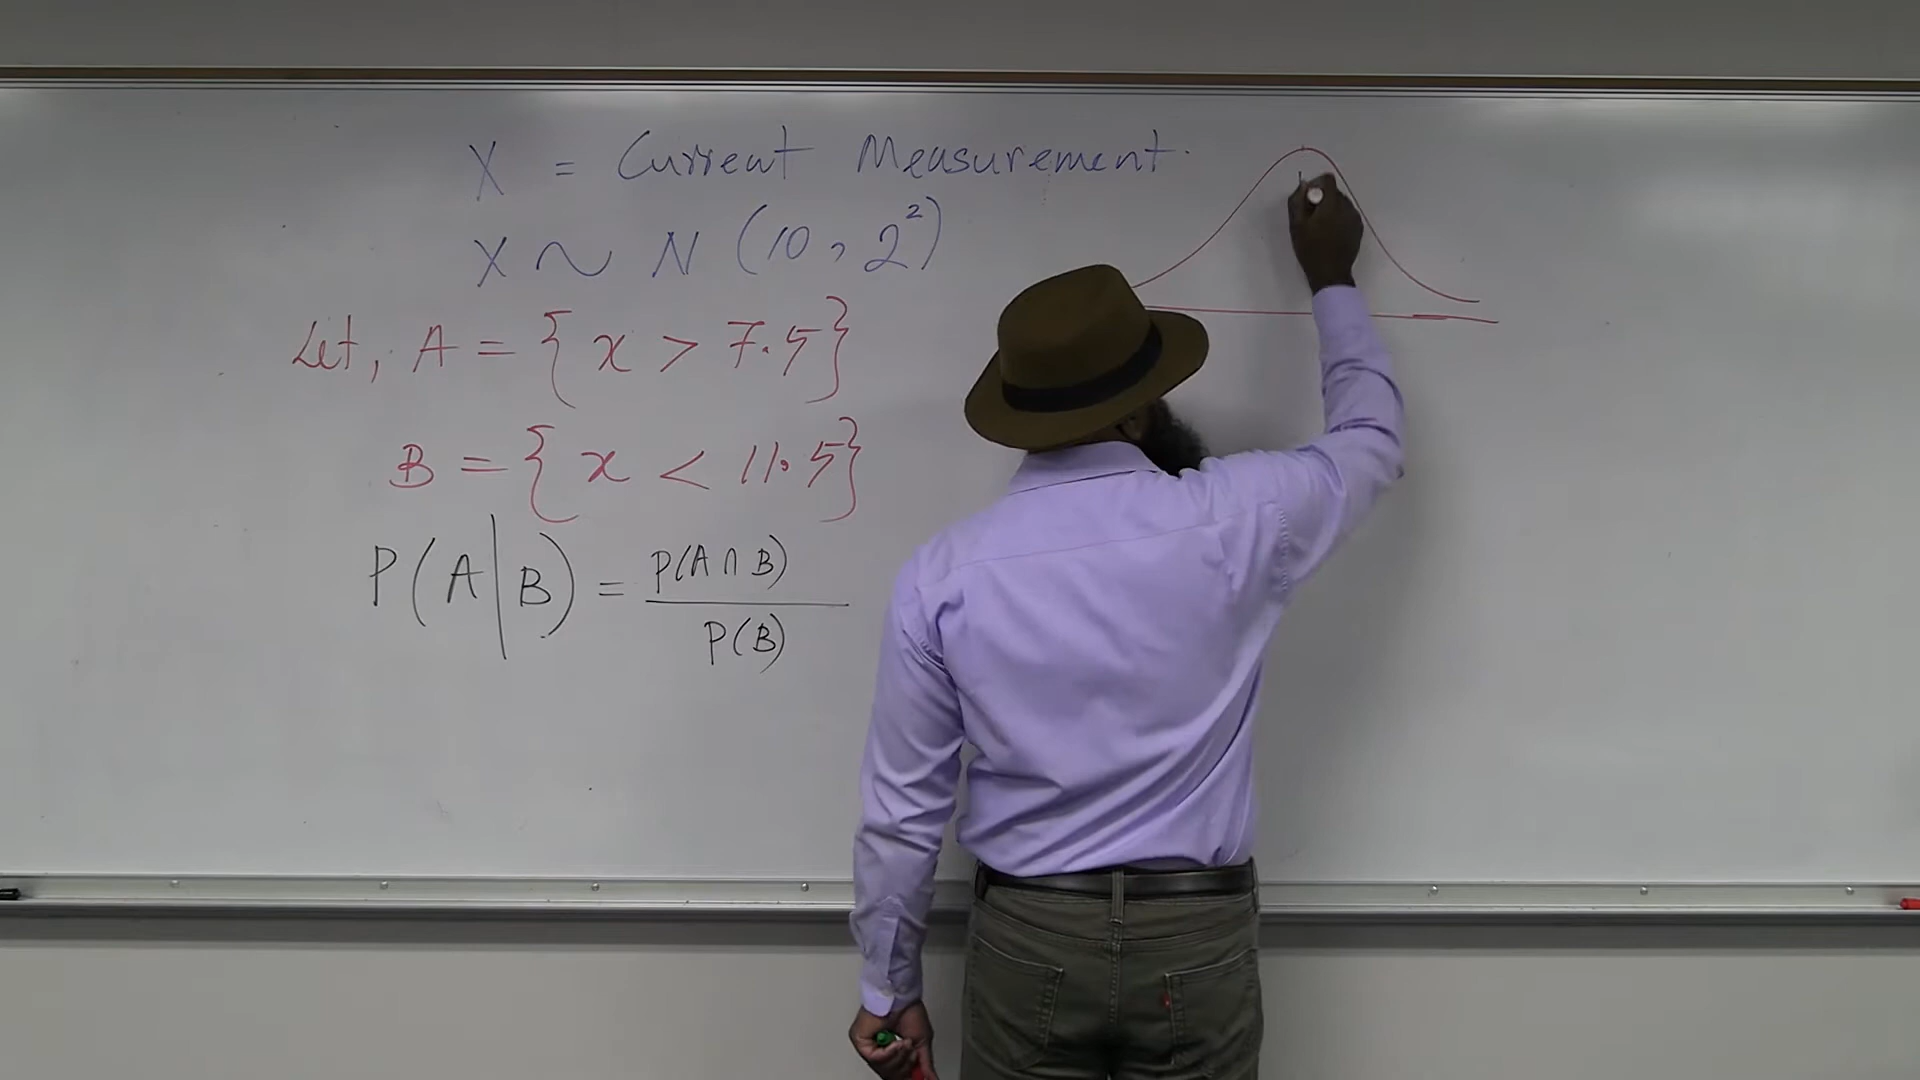 X = Current Measurement.
X ~ N (10, 2²)
Let, A = { x > 7.5}
B = { x < 11.5}
P(A|B) = P(A∩B)
P(B)